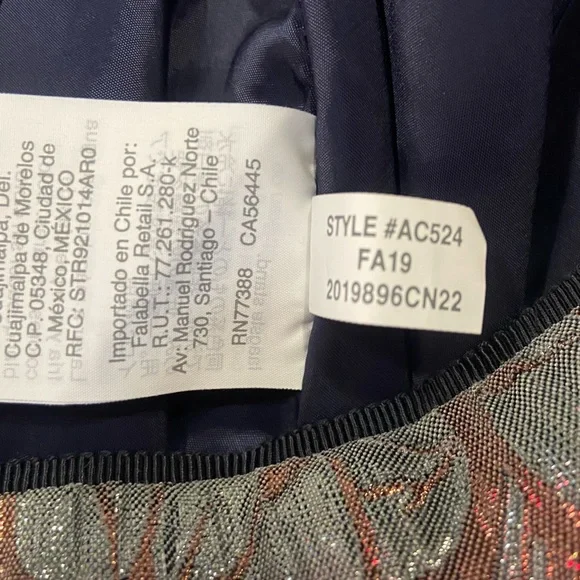 Cuajimalpa, Del.
Cuajimalpa de Morelos
C.P. 05348, Ciudad de
México, MÉXICO
RFC: STR921014AR0
Importado en Chile por:
Falabella Retail S.A.
R.U.T.: 77.261.280-k
Av: Manuel Rodriguez Norte
730, Santiago – Chile
RN77388 CA56445
STYLE #AC524
FA19
2019896CN22